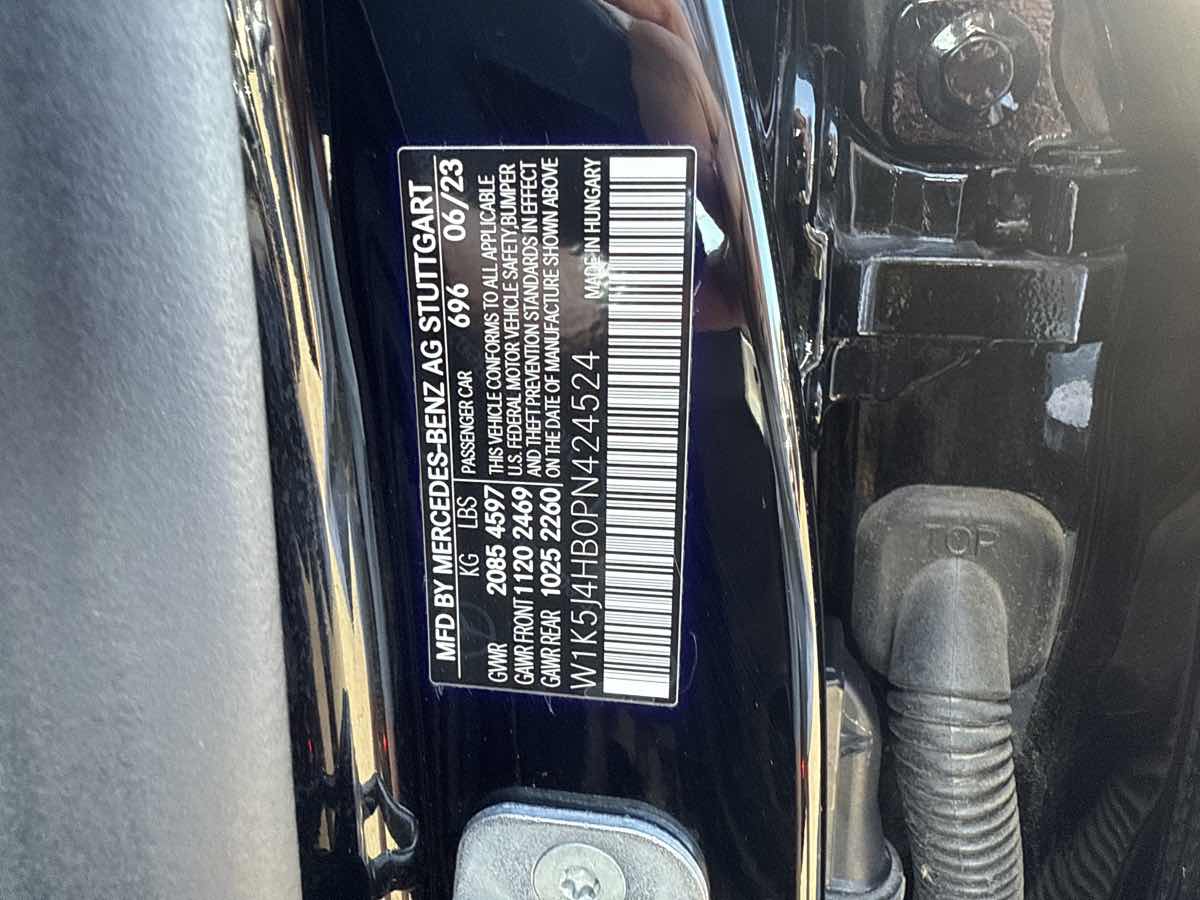 MFD BY MERCEDES-BENZ AG STUTTGART
KG LBS PASSENGER CAR 696 06/23
GVWR 2085 4597 THIS VEHICLE CONFORMS TO ALL APPLICABLE
U.S. FEDERAL MOTOR VEHICLE SAFETY,BUMPER
GAWR FRONT 1120 2469 AND THEFT PREVENTION STANDARDS IN EFFECT
GAWR REAR 1025 2260 ON THE DATE OF MANUFACTURE SHOWN ABOVE
W1K5J4HB0PN424524 MADE IN HUNGARY
TOP